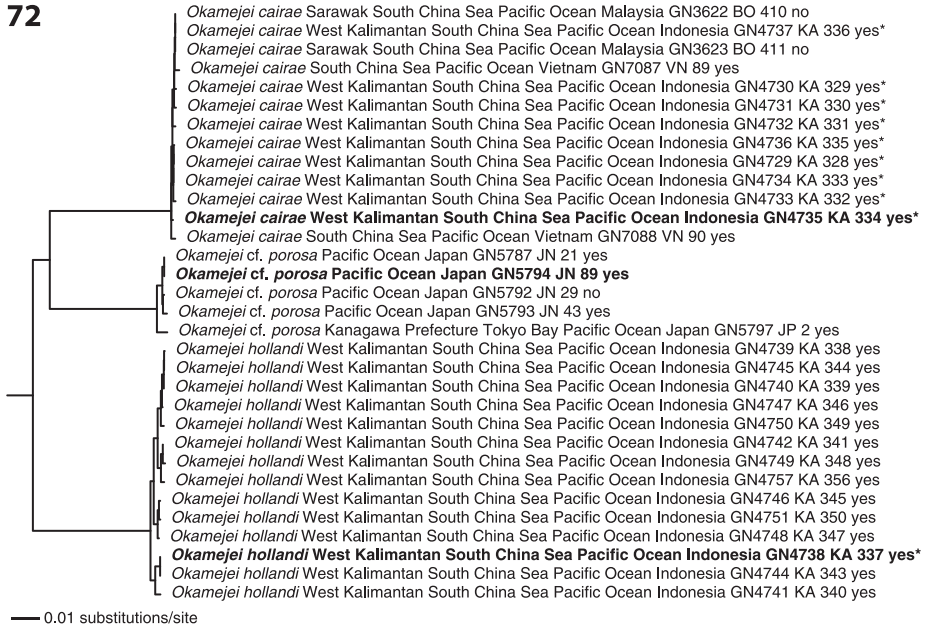 72
Okamejei cairae Sarawak South China Sea Pacific Ocean Malaysia GN3622 BO 410 no
Okamejei cairae West Kalimantan South China Sea Pacific Ocean Indonesia GN4737 KA 336 yes*
Okamejei cairae Sarawak South China Sea Pacific Ocean Malaysia GN3623 BO 411 no
Okamejei cairae South China Sea Pacific Ocean Vietnam GN7087 VN 89 yes
Okamejei cairae West Kalimantan South China Sea Pacific Ocean Indonesia GN4730 KA 329 yes*
Okamejei cairae West Kalimantan South China Sea Pacific Ocean Indonesia GN4731 KA 330 yes*
Okamejei cairae West Kalimantan South China Sea Pacific Ocean Indonesia GN4732 KA 331 yes*
Okamejei cairae West Kalimantan South China Sea Pacific Ocean Indonesia GN4736 KA 335 yes*
Okamejei cairae West Kalimantan South China Sea Pacific Ocean Indonesia GN4729 KA 328 yes*
Okamejei cairae West Kalimantan South China Sea Pacific Ocean Indonesia GN4734 KA 333 yes*
Okamejei cairae West Kalimantan South China Sea Pacific Ocean Indonesia GN4733 KA 332 yes*
Okamejei cairae West Kalimantan South China Sea Pacific Ocean Indonesia GN4735 KA 334 yes*
Okamejei cairae South China Sea Pacific Ocean Vietnam GN7088 VN 90 yes
Okamejei cf. porosa Pacific Ocean Japan GN5787 JN 21 yes
Okamejei cf. porosa Pacific Ocean Japan GN5794 JN 89 yes
Okamejei cf. porosa Pacific Ocean Japan GN5792 JN 29 no
Okamejei cf. porosa Pacific Ocean Japan GN5793 JN 43 yes
Okamejei cf. porosa Kanagawa Prefecture Tokyo Bay Pacific Ocean Japan GN5797 JP 2 yes
Okamejei hollandi West Kalimantan South China Sea Pacific Ocean Indonesia GN4739 KA 338 yes
Okamejei hollandi West Kalimantan South China Sea Pacific Ocean Indonesia GN4745 KA 344 yes
Okamejei hollandi West Kalimantan South China Sea Pacific Ocean Indonesia GN4740 KA 339 yes
Okamejei hollandi West Kalimantan South China Sea Pacific Ocean Indonesia GN4747 KA 346 yes
Okamejei hollandi West Kalimantan South China Sea Pacific Ocean Indonesia GN4750 KA 349 yes
Okamejei hollandi West Kalimantan South China Sea Pacific Ocean Indonesia GN4742 KA 341 yes
Okamejei hollandi West Kalimantan South China Sea Pacific Ocean Indonesia GN4749 KA 348 yes
Okamejei hollandi West Kalimantan South China Sea Pacific Ocean Indonesia GN4757 KA 356 yes
Okamejei hollandi West Kalimantan South China Sea Pacific Ocean Indonesia GN4746 KA 345 yes
Okamejei hollandi West Kalimantan South China Sea Pacific Ocean Indonesia GN4751 KA 350 yes
Okamejei hollandi West Kalimantan South China Sea Pacific Ocean Indonesia GN4748 KA 347 yes
Okamejei hollandi West Kalimantan South China Sea Pacific Ocean Indonesia GN4738 KA 337 yes*
Okamejei hollandi West Kalimantan South China Sea Pacific Ocean Indonesia GN4744 KA 343 yes
Okamejei hollandi West Kalimantan South China Sea Pacific Ocean Indonesia GN4741 KA 340 yes
0.01 substitutions/site